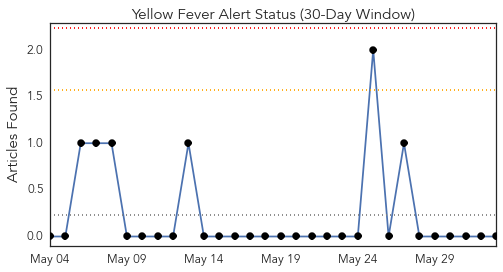 Yellow Fever Alert Status (30-Day Window)
Articles Found
2.0
1.5
1.0
0.5
0.0
May 04 May 09 May 14 May 19 May 24 May 29